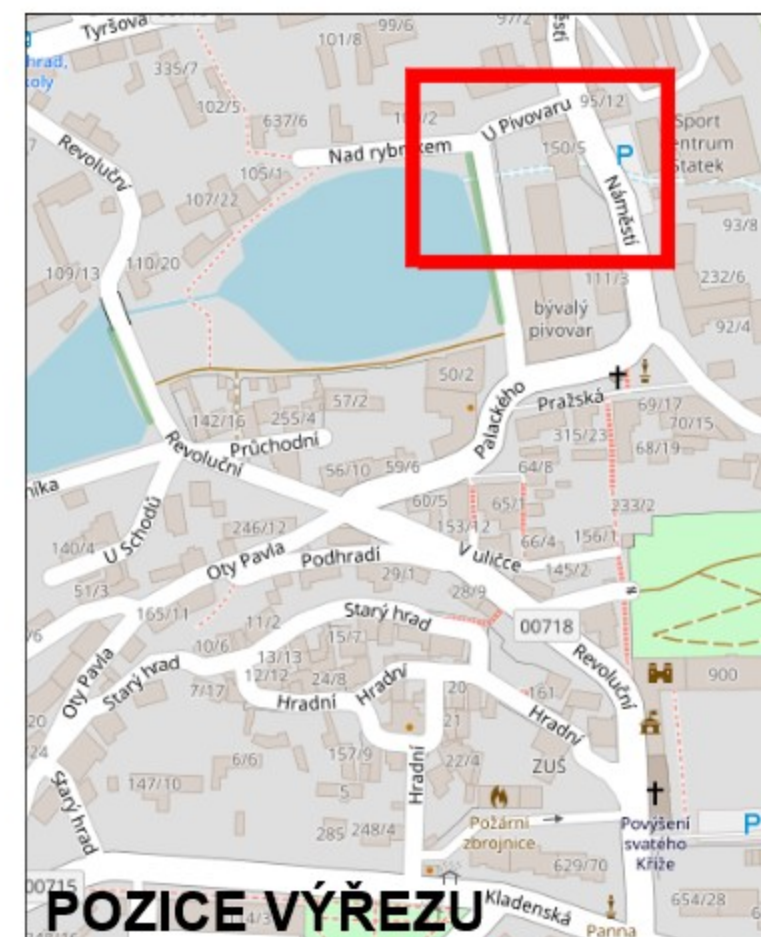 99/6
97/2
Tyršova
101/8
Náměstí
hrad,
koly
335/7
102/5
95/12
637/6
U Pivovaru
Sport
centrum
Statek
Revoluční
Nad rybníkem
150/5
P
105/1
107/22
Náměstí
93/8
110/20
109/13
111/3
232/6
bývalý
pivovar
92/4
50/2
57/2
Palackého
Pražská
69/17
142/16
255/4
70/15
315/23
Průchodní
68/19
Revoluční
56/10
59/6
64/8
60/5
65/1
233/2
U Schodů
246/12
153/12
66/4
156/1
140/4
Oty Pavla
Podhradí
V uličce
145/2
51/3
29/1
28/9
165/11
11/2
Starý hrad
00718
15/7
10/6
13/13
12/12
Revoluční
Starý hrad
24/8
Hradní
900
7/17
Hradní
20
161
Oty Pavla
21
Hradní
157/9
22/4
ZUŠ
6/6
Hradní
147/10
5
Starý hrad
285
248/4
Požární
zbrojnice
Povýšení
svatého
Kříže
P
629/70
00715
POZICE VÝŘEZU
Kladenská
654/28
Panna